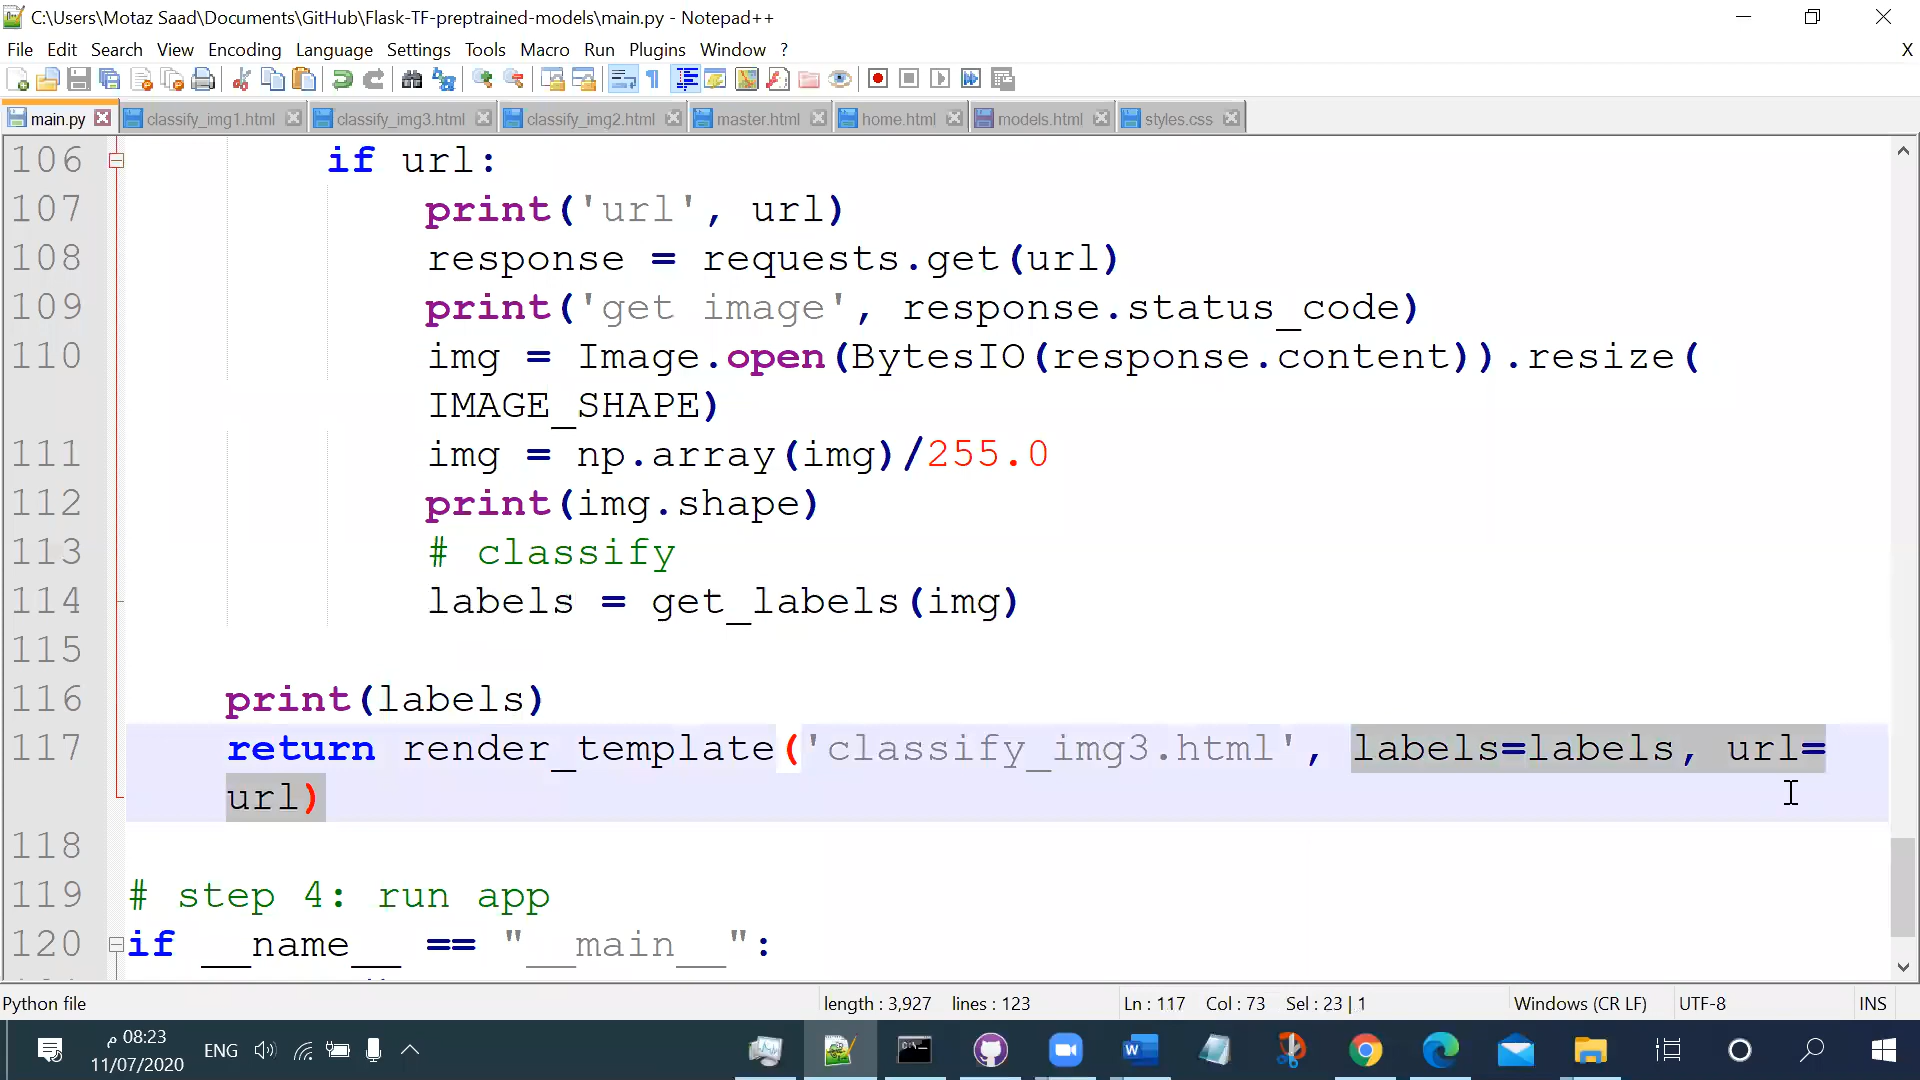 C:\Users\Motaz Saad\Documents\GitHub\Flask-TF-preptrained-models\main.py - Notepad++
File Edit Search View Encoding Language Settings Tools Macro Run Plugins Window ? X
main.py classify_img1.html classify_img3.html classify_img2.html master.html home.html models.html styles.css
106 if url:
107 print('url', url)
108 response = requests.get(url)
109 print('get image', response.status_code)
110 img = Image.open(BytesIO(response.content)).resize(
IMAGE_SHAPE)
111 img = np.array(img)/255.0
112 print(img.shape)
113 # classify
114 labels = get_labels(img)
115
116 print(labels)
117 return render_template('classify_img3.html', labels=labels, url=
url)
118
119 # step 4: run app
120 if __name__ == "__main__":
Python file length : 3,927 lines : 123 Ln : 117 Col : 73 Sel : 23 | 1 Windows (CR LF) UTF-8 INS
08:23 م
ENG
11/07/2020